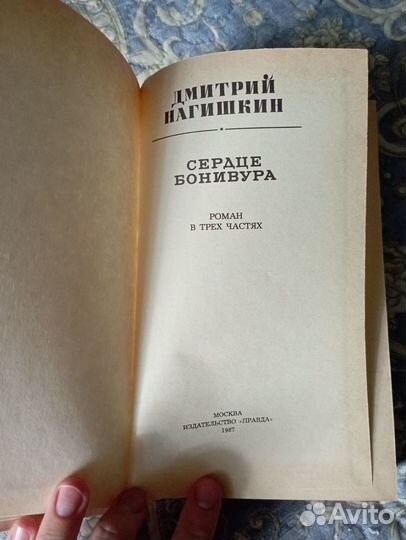 ДМИТРИЙ
НАГИШКИН
СЕРДЦЕ
БОНИВУРА
РОМАН
В ТРЕХ ЧАСТЯХ
МОСКВА
ИЗДАТЕЛЬСТВО «ПРАВДА»
1987
Avito